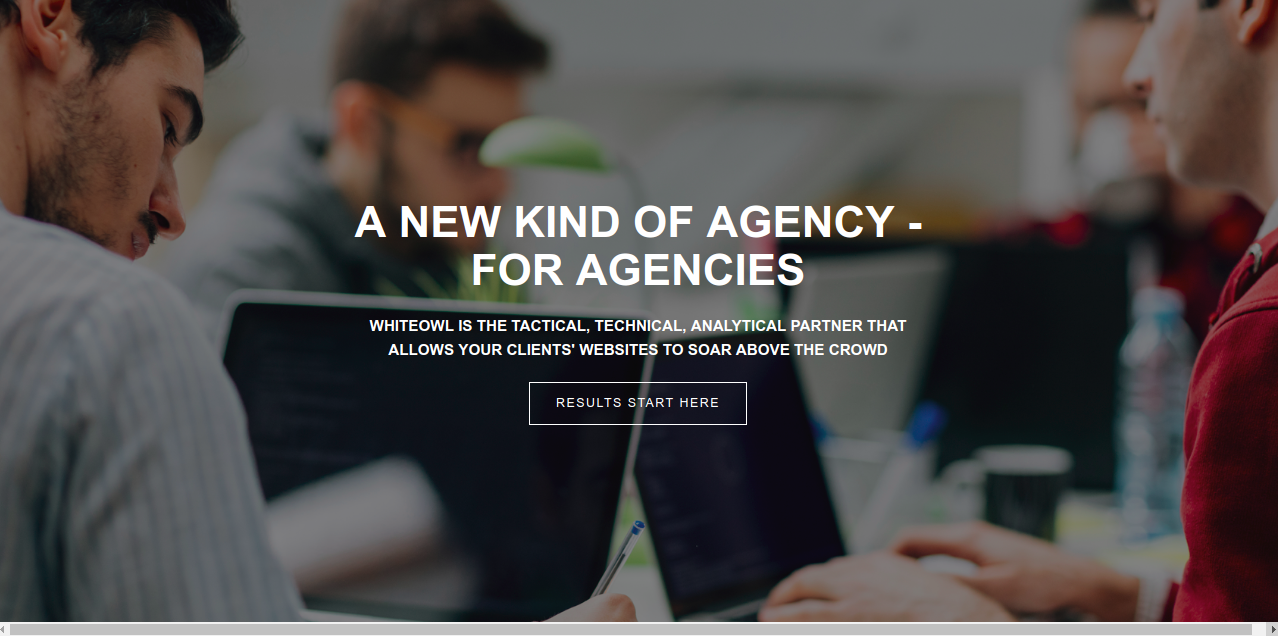 A NEW KIND OF AGENCY -
FOR AGENCIES
WHITEOWL IS THE TACTICAL, TECHNICAL, ANALYTICAL PARTNER THAT
ALLOWS YOUR CLIENTS' WEBSITES TO SOAR ABOVE THE CROWD
RESULTS START HERE